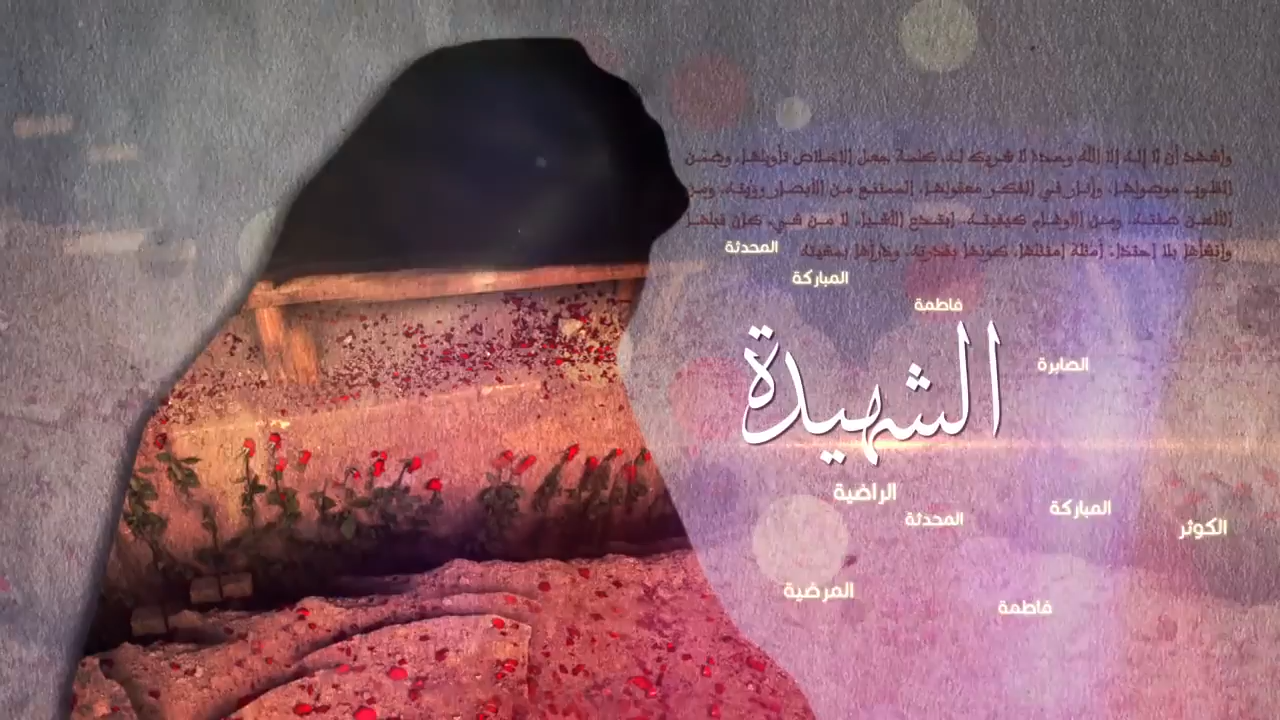 وأشهد أن لا إله إلا الله وحده لا شريك له، كلمة جعل الإخلاص تأويلها، وضمن
القلوب موصولها، وأنار في الفكر معقولها، الممتنع من الأبصار رؤيته، ومن
الألسن صفته، ومن الأوهام كيفيته، ابتدع الأشياء لا من شيء كان قبلها
وأنشأها بلا احتذاء أمثلة امتثلها، كونها بقدرته، وذرأها بمشيته
المحدثة
المباركة
فاطمة
الشهيدة
الصابرة
الراضية
المحدثة
المباركة
الكوثر
المرضية
فاطمة